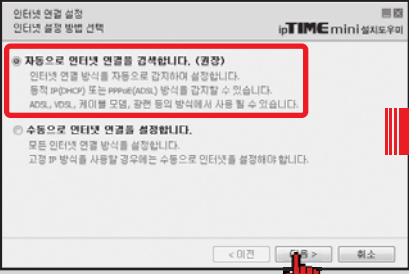 인터넷 연결 설정
인터넷 설정 방법 선택
ipTIME mini 설치도우미
자동으로 인터넷 연결을 검색합니다. (권장)
인터넷 연결 방식을 자동으로 감지하여 설정합니다.
동적 IP(DHCP) 또는 PPPoE(ADSL) 방식을 감지할 수 있습니다.
ADSL, VDSL, 케이블 모뎀, 광랜 등의 방식에서 사용 될 수 있습니다.
수동으로 인터넷 연결을 설정합니다.
모든 인터넷 연결 방식을 설정합니다.
고정 IP 방식을 사용할 경우에는 수동으로 인터넷을 설정해야 합니다.
< 이전
다음 >
취소